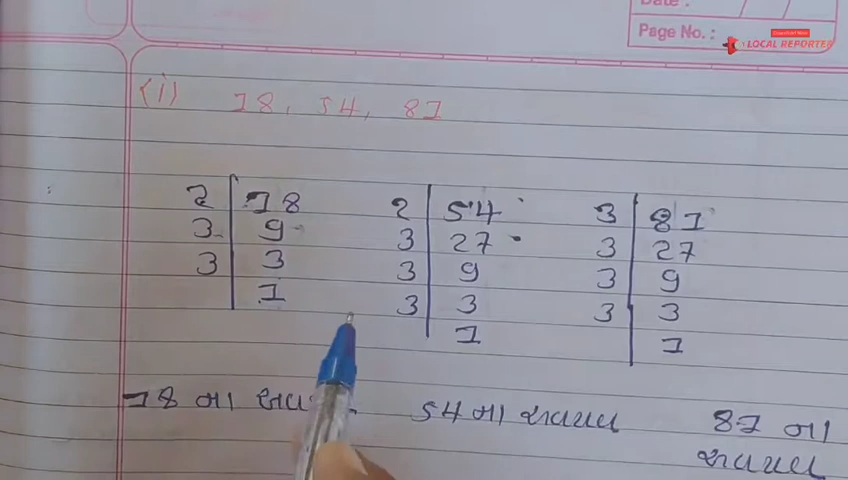 Date :
Page No. :
LOCAL REPORTER
(i) 18, 54, 81
2 18 2 54 3 81
3 9 3 27 3 27
3 3 3 9 3 9
1 3 3 3 3
1 1
18 ના 54 ના અવયવ 81 ના
અવયવ